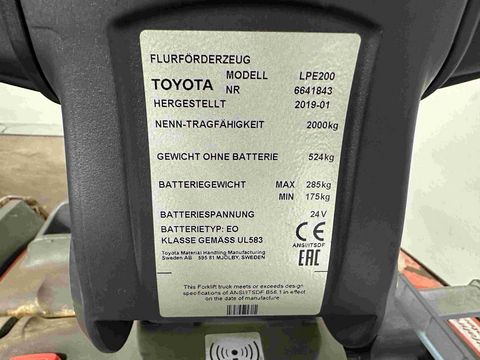 FLURFÖRDERZEUG
TOYOTA MODELL LPE200
NR 6641843
HERGESTELLT 2019-01
NENN-TRAGFÄHIGKEIT 2000kg
GEWICHT OHNE BATTERIE 524kg
BATTERIEGEWICHT MAX 285kg
MIN 175kg
BATTERIESPANNUNG 24V
BATTERIETYP: EO
KLASSE GEMÄSS UL583
CE EAC
ANSI/ITSDF
Toyota Material Handling Manufacturing
Sweden AB 595 81 MJÖLBY, SWEDEN
This Forklift truck meets or exceeds design
specifications of ANSI/ITSDF B56.1 in effect
on the date of manufacture